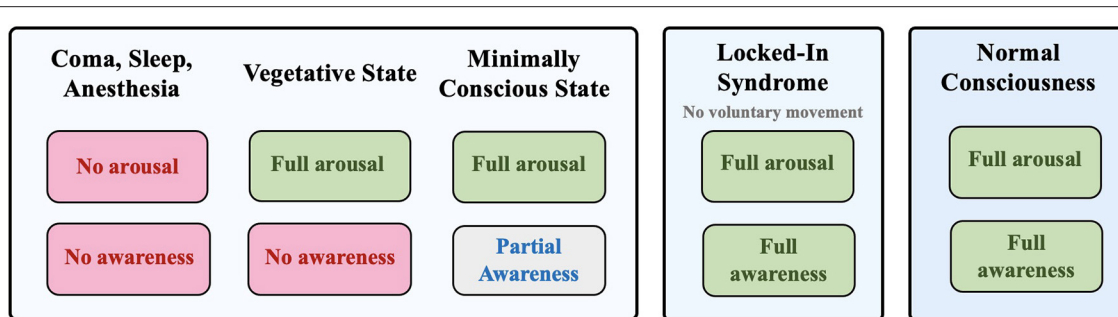 Coma, Sleep,
Anesthesia
No arousal
No awareness
Vegetative State
Full arousal
No awareness
Minimally
Conscious State
Full arousal
Partial
Awareness
Locked-In
Syndrome
No voluntary movement
Full arousal
Full
awareness
Normal
Consciousness
Full arousal
Full
awareness